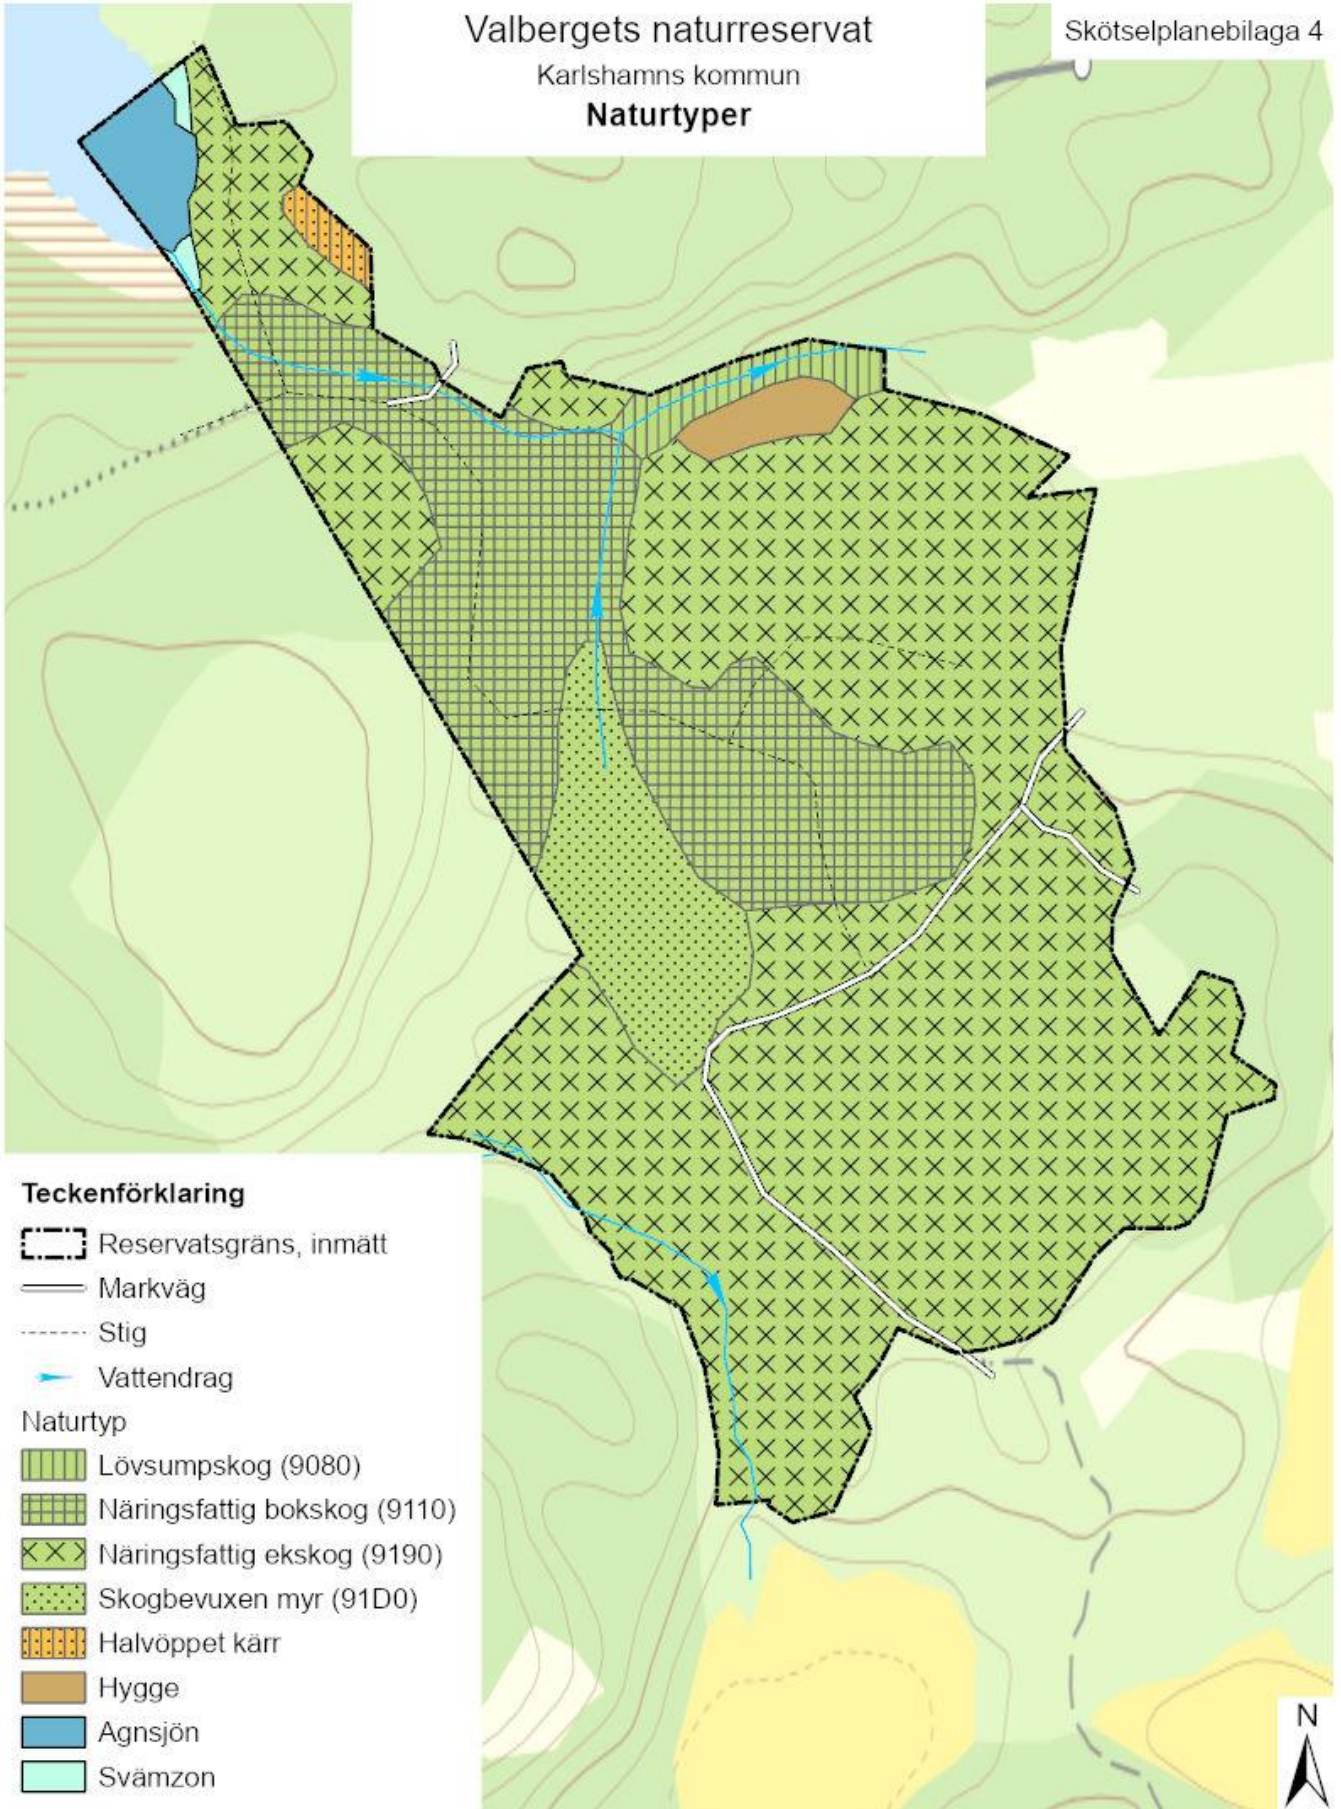 Valbergets naturreservat
Karlshamns kommun
Naturtyper
Skötselplanebilaga 4
Teckenförklaring
Reservatsgräns, inmätt
Markväg
Stig
Vattendrag
Naturtyp
Lövsumpskog (9080)
Näringsfattig bokskog (9110)
Näringsfattig ekskog (9190)
Skogbevuxen myr (91D0)
Halvöppet kärr
Hygge
Agnsjön
Svämzon
N